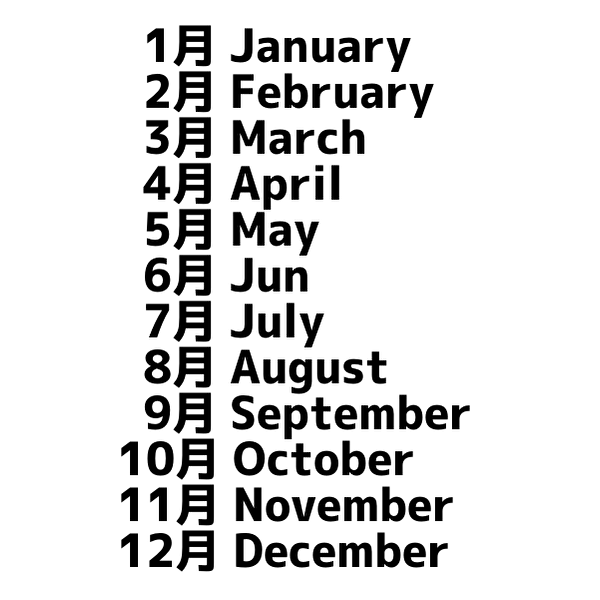 1月 January
2月 February
3月 March
4月 April
5月 May
6月 Jun
7月 July
8月 August
9月 September
10月 October
11月 November
12月 December